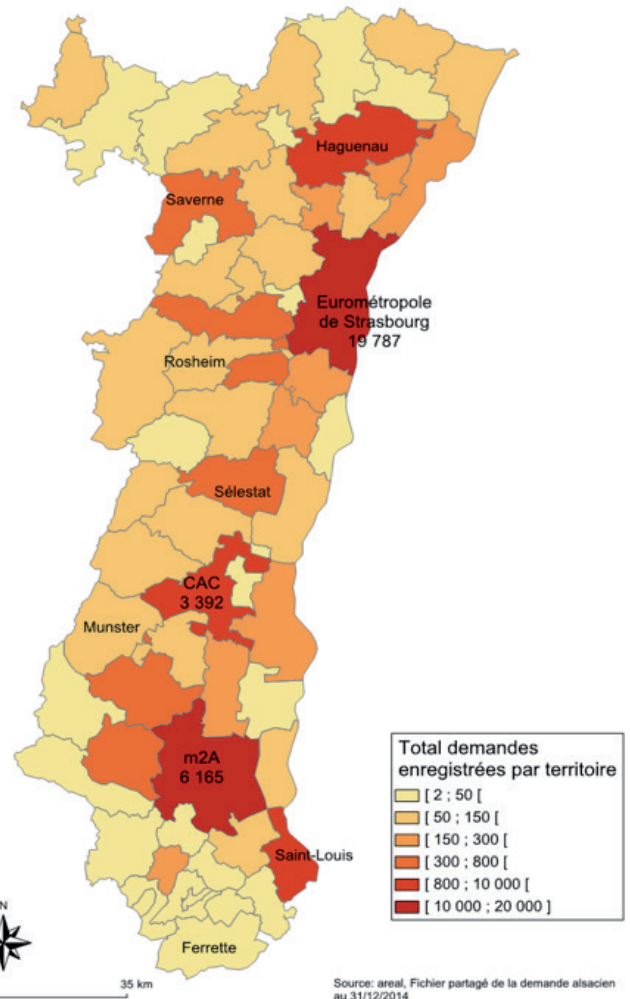 Haguenau
Saverne
Eurométropole
de Strasbourg
19 787
Rosheim
Sélestat
CAC
3 392
Munster
m2A
6 165
Total demandes
enregistrées par territoire
[ 2 ; 50 [
[ 50 ; 150 [
[ 150 ; 300 [
[ 300 ; 800 [
[ 800 ; 10 000 [
[ 10 000 ; 20 000 ]
Saint-Louis
N
Ferrette
35 km
Source: areal, Fichier partagé de la demande alsacien
au 31/12/2014